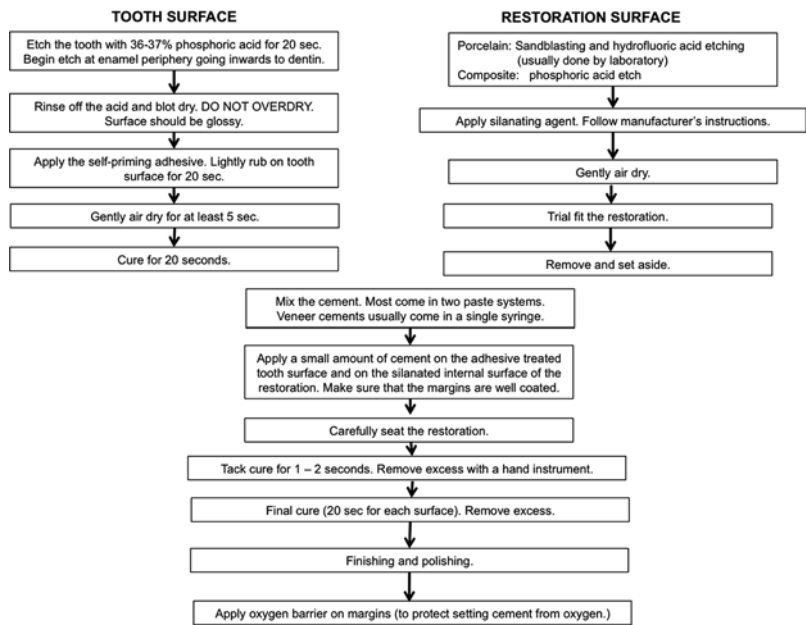 TOOTH SURFACE
Etch the tooth with 36-37% phosphoric acid for 20 sec.
Begin etch at enamel periphery going inwards to dentin.
Rinse off the acid and blot dry. DO NOT OVERDRY.
Surface should be glossy.
Apply the self-priming adhesive. Lightly rub on tooth
surface for 20 sec.
Gently air dry for at least 5 sec.
Cure for 20 seconds.
RESTORATION SURFACE
Porcelain: Sandblasting and hydrofluoric acid etching
(usually done by laboratory)
Composite: phosphoric acid etch
Apply silanating agent. Follow manufacturer's instructions.
Gently air dry.
Trial fit the restoration.
Remove and set aside.
Mix the cement. Most come in two paste systems.
Veneer cements usually come in a single syringe.
Apply a small amount of cement on the adhesive treated
tooth surface and on the silanated internal surface of the
restoration. Make sure that the margins are well coated.
Carefully seat the restoration.
Tack cure for 1 – 2 seconds. Remove excess with a hand instrument.
Final cure (20 sec for each surface). Remove excess.
Finishing and polishing.
Apply oxygen barrier on margins (to protect setting cement from oxygen.)